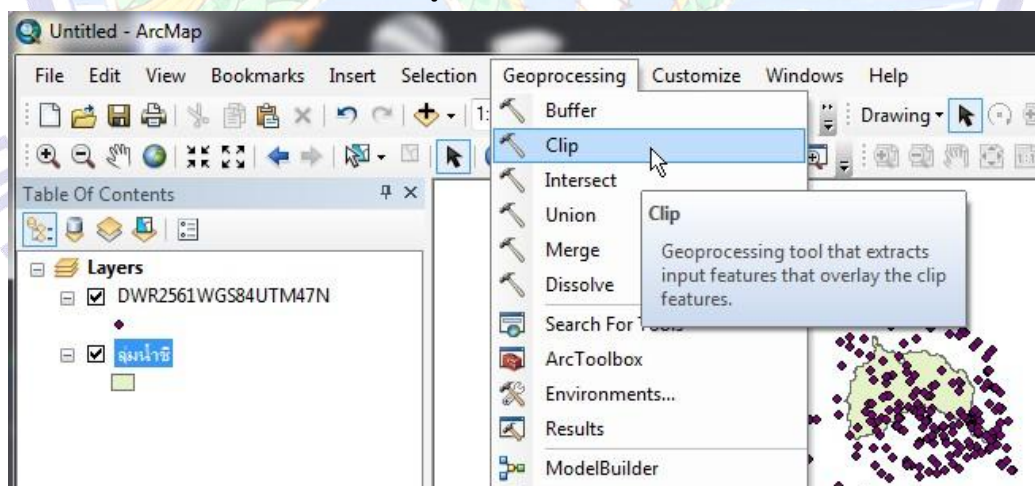 Untitled - ArcMap
File Edit View Bookmarks Insert Selection Geoprocessing Customize Windows Help
Buffer
1:
Drawing
Clip
Table Of Contents
Intersect
Union
Clip
Layers
Merge
Geoprocessing tool that extracts
input features that overlay the clip
features.
DWR2561WGS84UTM47N
Dissolve
Search For Tools
ลุ่มน้ำชี
ArcToolbox
Environments...
Results
ModelBuilder